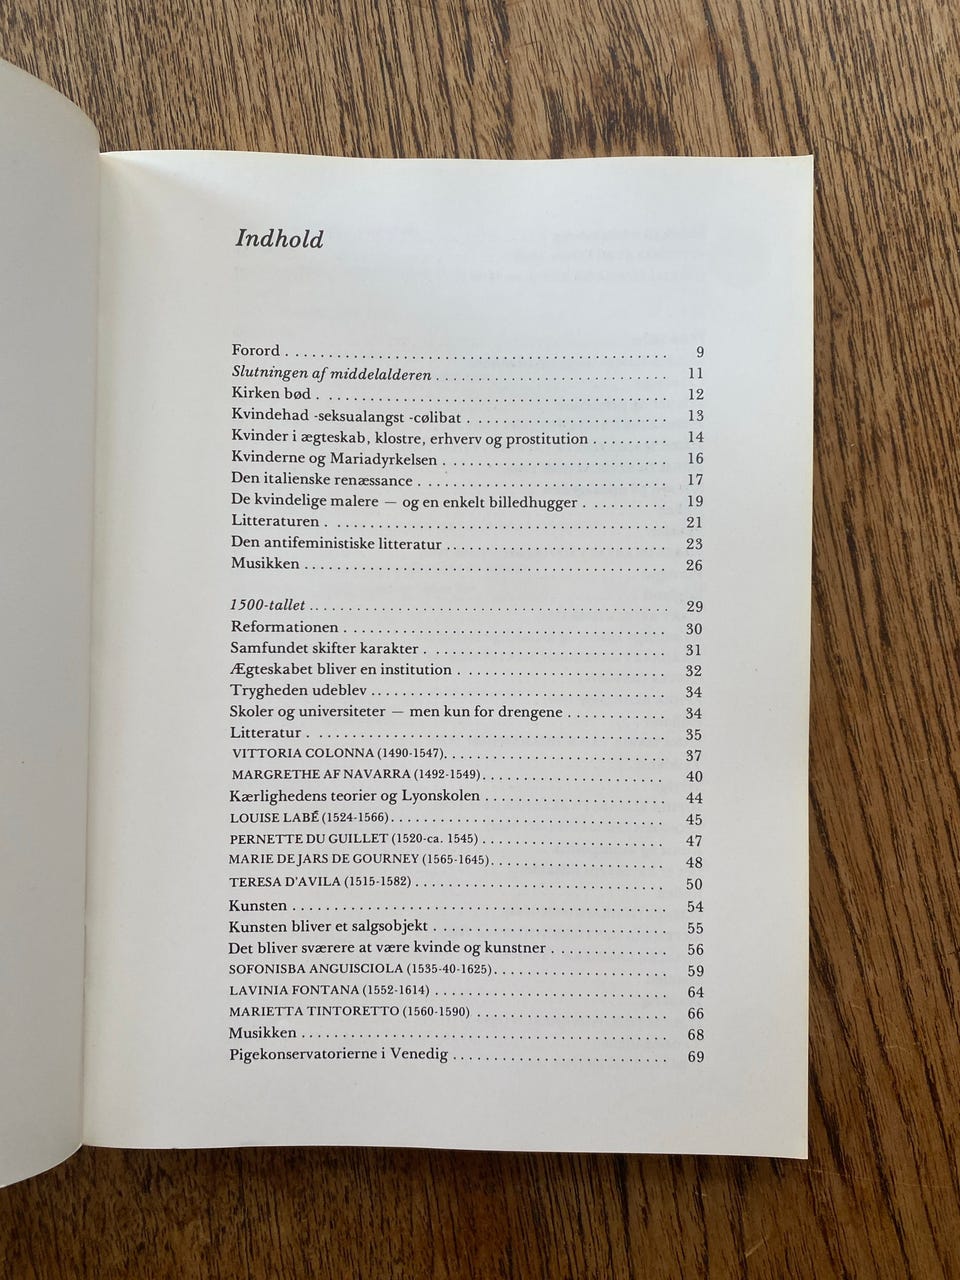 Indhold
Forord . . . . . . . . . . . . . . . . . . . . . . . . . . . . . . . . . . . . . . . . . . . . 9
Slutningen af middelalderen . . . . . . . . . . . . . . . . . . . . . . . . . . . 11
Kirken bød . . . . . . . . . . . . . . . . . . . . . . . . . . . . . . . . . . . . . . . . 12
Kvindehad -seksualangst -cølibat . . . . . . . . . . . . . . . . . . . . . . . 13
Kvinder i ægteskab, klostre, erhverv og prostitution . . . . . . . . . 14
Kvinderne og Mariadyrkelsen . . . . . . . . . . . . . . . . . . . . . . . . . . 16
Den italienske renæssance . . . . . . . . . . . . . . . . . . . . . . . . . . . . . 17
De kvindelige malere — og en enkelt billedhugger . . . . . . . . . . 19
Litteraturen . . . . . . . . . . . . . . . . . . . . . . . . . . . . . . . . . . . . . . . 21
Den antifeministiske litteratur . . . . . . . . . . . . . . . . . . . . . . . . . . 23
Musikken . . . . . . . . . . . . . . . . . . . . . . . . . . . . . . . . . . . . . . . . . . 26
1500-tallet . . . . . . . . . . . . . . . . . . . . . . . . . . . . . . . . . . . . . . . . . 29
Reformationen . . . . . . . . . . . . . . . . . . . . . . . . . . . . . . . . . . . . . 30
Samfundet skifter karakter . . . . . . . . . . . . . . . . . . . . . . . . . . . . 31
Ægteskabet bliver en institution . . . . . . . . . . . . . . . . . . . . . . . . 32
Trygheden udeblev . . . . . . . . . . . . . . . . . . . . . . . . . . . . . . . . . . 34
Skoler og universiteter — men kun for drengene . . . . . . . . . . . . 34
Litteratur . . . . . . . . . . . . . . . . . . . . . . . . . . . . . . . . . . . . . . . . . 35
VITTORIA COLONNA (1490-1547). . . . . . . . . . . . . . . . . . . . . . . . . 37
MARGRETHE AF NAVARRA (1492-1549). . . . . . . . . . . . . . . . . . . . . 40
Kærlighedens teorier og Lyonskolen . . . . . . . . . . . . . . . . . . . . . 44
LOUISE LABÉ (1524-1566). . . . . . . . . . . . . . . . . . . . . . . . . . . . . . . . 45
PERNETTE DU GUILLET (1520-ca. 1545) . . . . . . . . . . . . . . . . . . . . . 47
MARIE DE JARS DE GOURNEY (1565-1645). . . . . . . . . . . . . . . . . . . . 48
TERESA D'AVILA (1515-1582) . . . . . . . . . . . . . . . . . . . . . . . . . . . . . 50
Kunsten . . . . . . . . . . . . . . . . . . . . . . . . . . . . . . . . . . . . . . . . . . . 54
Kunsten bliver et salgsobjekt . . . . . . . . . . . . . . . . . . . . . . . . . . . 55
Det bliver sværere at være kvinde og kunstner . . . . . . . . . . . . . . 56
SOFONISBA ANGUISCIOLA (1535-40-1625). . . . . . . . . . . . . . . . . . . . 59
LAVINIA FONTANA (1552-1614) . . . . . . . . . . . . . . . . . . . . . . . . . . . 64
MARIETTA TINTORETTO (1560-1590) . . . . . . . . . . . . . . . . . . . . . . 66
Musikken . . . . . . . . . . . . . . . . . . . . . . . . . . . . . . . . . . . . . . . . . . 68
Pigekonservatorierne i Venedig . . . . . . . . . . . . . . . . . . . . . . . . . 69